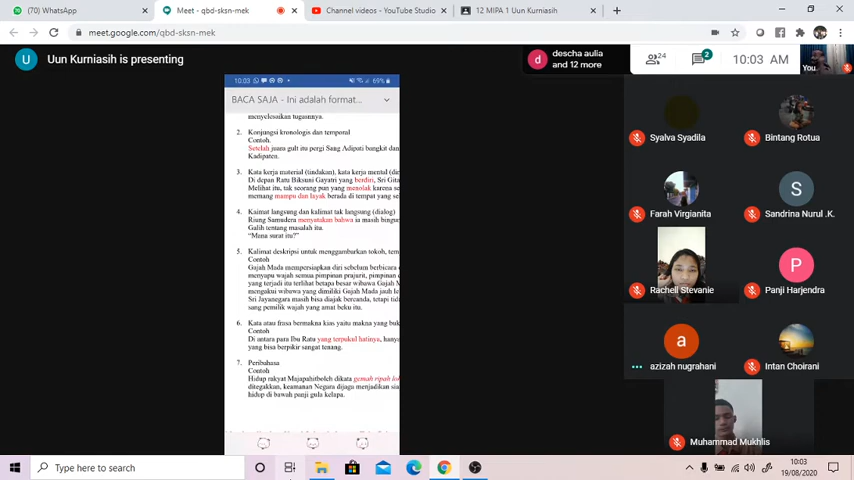 (70) WhatsApp
Meet - qbd-sksn-mek
Channel videos - YouTube Studio
12 MIPA 1 Uun Kurniasih
meet.google.com/qbd-sksn-mek
U
Uun Kurniasih is presenting
d
descha aulia
and 12 more
24
2
10:03 AM
You
10.03
69%
BACA SAJA - Ini adalah format...
menyelesaikan tugasnnya.
2. Konjungsi kronologis dan temporal
Contoh
Setelah juara gulit itu pergi Sang Adipati bangkit dan
Kadipaten.
3. Kata kerja material (tindakan), kata kerja mental (dir
Di depan Ratu Biksuni Gayatri yang berdiri, Sri Gita
Melihat itu, tak seorang pun yang menolak karena se
memang mampu dan layak berada di tempat yang se
4. Kaimat langsung dan kalimat tak langsung (dialog)
Riung Samudera menyatakan bahwa ia masih bingu
Galih tentang masalah itu.
“Mana surat itu?”
5. Kalimat deskripsi untuk menggambarkan tokoh, tem
Contoh
Gajah Mada mempersiapkan diri sebelum berbicara
menyapu wajah semua pimpinan prajurit, pimpinan
yang terjadi itu terlihat betapa besar wibawa Gajah M
mengakui wibawa yang dimiliki Gajah Mada jauh le
Sri Jayanegara masih bisa diajak bercanda, tetapi tida
sang pemilik wajah yang amat beku itu.
6. Kata atau frasa bermakna kias yaitu makna yang buk
Contoh
Di antara para Ibu Ratu yang terpukul hatinya, hany
yang bisa berpikir sangat tenang.
7. Peribahasa
Contoh
Hidup rakyat Majapahitboleh dikata gemah ripah loh
ditegakkan, keamanan Negara dijaga menjadikan sia
hidup di bawah panji gula kelapa.
Syalva Syadila
Bintang Rotua
Farah Virgianita
S
Sandrina Nurul .K.
Rachell Stevanie
P
Panji Harjendra
a
azizah nugrahani
Intan Choirani
Muhammad Mukhlis
Type here to search
10:03
19/08/2020